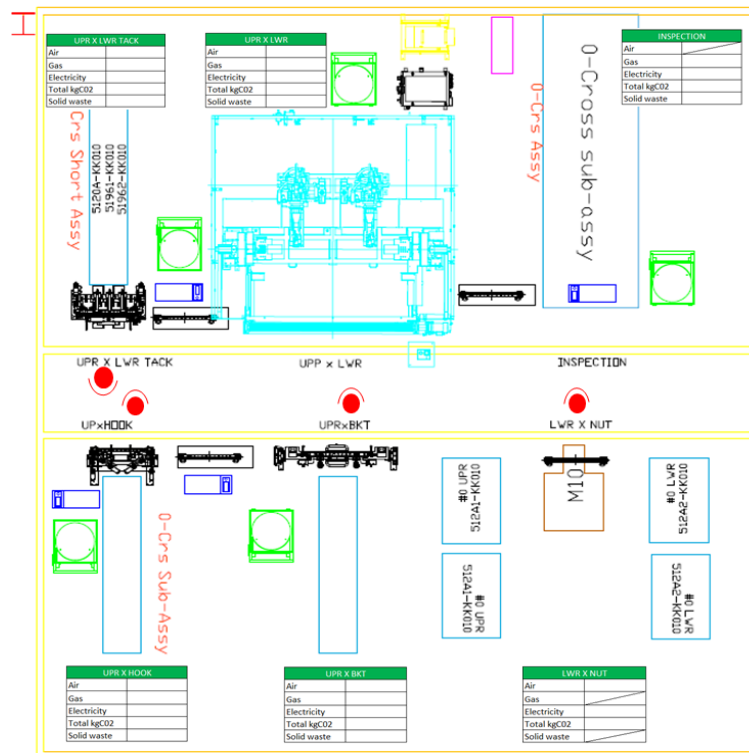 UPR X LWR TACK
Air
Gas
Electricity
Total kgC02
Solid waste
UPR X LWR
Air
Gas
Electricity
Total kgC02
Solid waste
INSPECTION
Air
Gas
Electricity
Total kgC02
Solid waste
Crs Short Assy
5120A-KK010
51961-KK010
51962-KK010
0-Crs Assy
0-Cross sub-assy
UPR X LWR TACK
UPP x LWR
INSPECTION
UPxHOOK
UPRxBKT
LWR X NUT
0-Crs Sub-Assy
#0 UPR
512A1-KK010
#0 UPR
512A1-KK010
M10
#0 LWR
512A2-KK010
#0 LWR
512A2-KK010
UPR X HOOK
Air
Gas
Electricity
Total kgC02
Solid waste
UPR X BKT
Air
Gas
Electricity
Total kgC02
Solid waste
LWR X NUT
Air
Gas
Electricity
Total kgC02
Solid waste